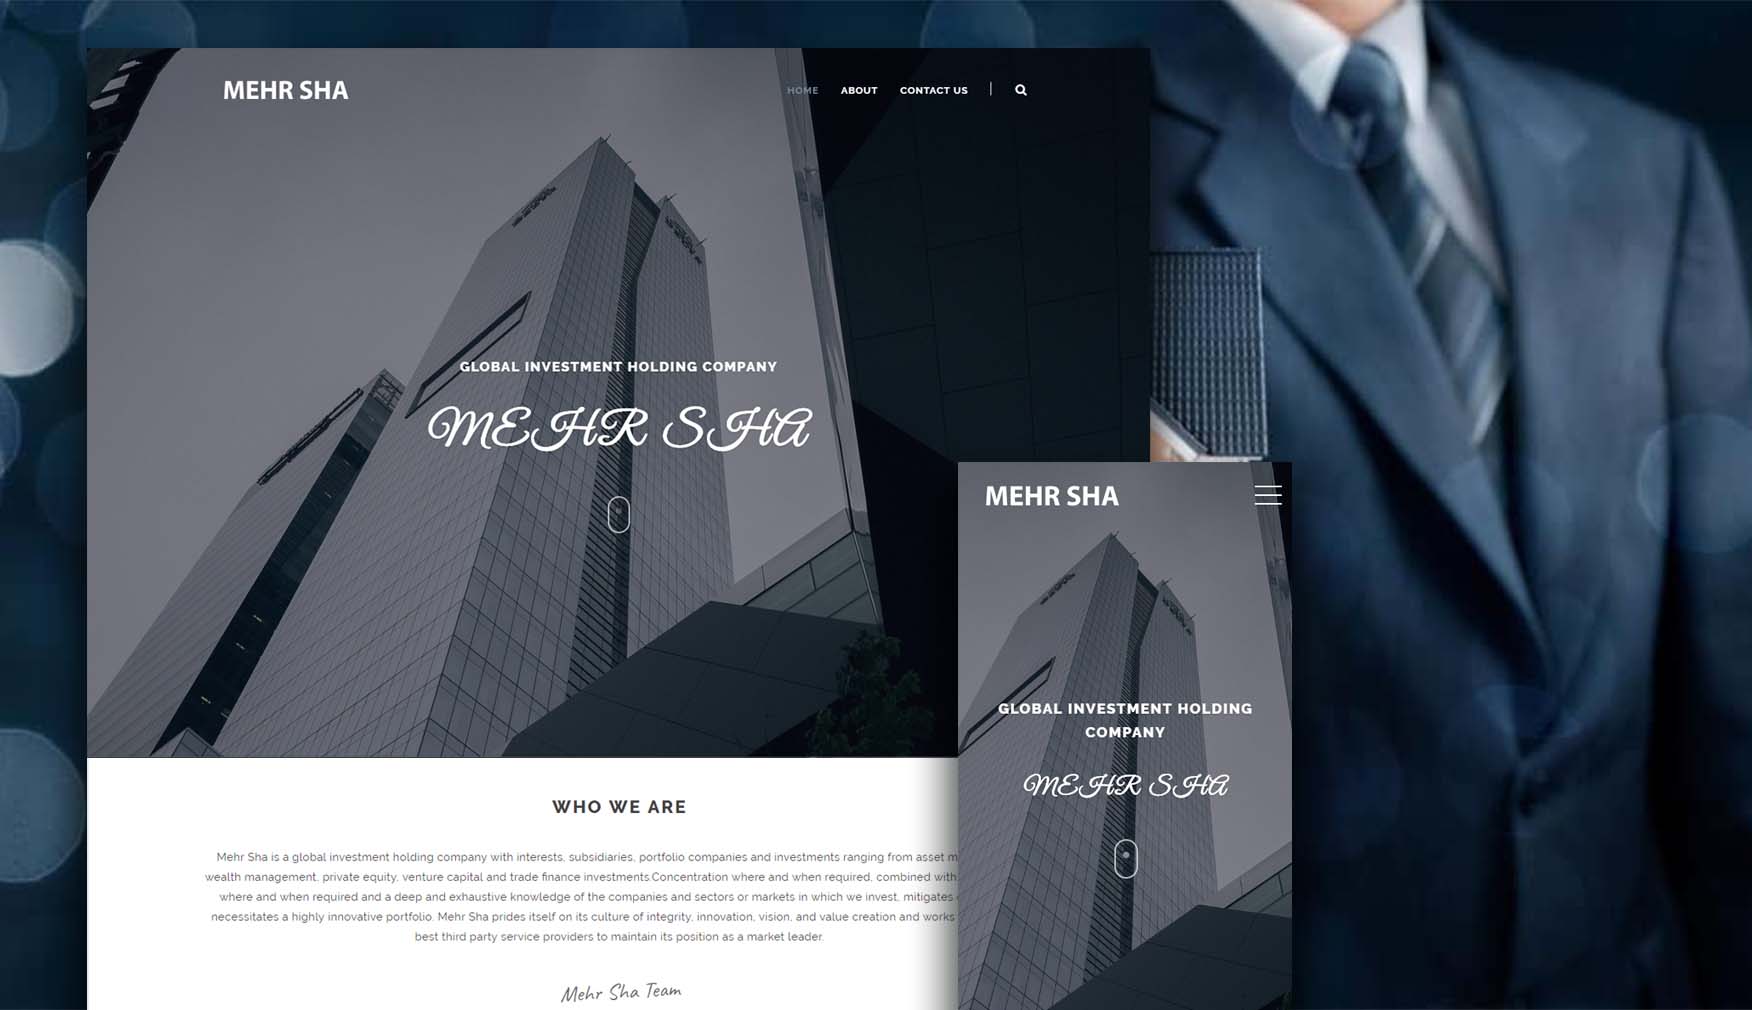 MEHR SHA
HOME ABOUT CONTACT US
GLOBAL INVESTMENT HOLDING COMPANY
MEHR SHA
WHO WE ARE
Mehr Sha is a global investment holding company with interests, subsidiaries, portfolio companies and investments ranging from asset
wealth management, private equity, venture capital and trade finance investments.Concentration where and when required, combined with
where and when required and a deep and exhaustive knowledge of the companies and sectors or markets in which we invest, mitigates
necessitates a highly innovative portfolio. Mehr Sha prides itself on its culture of integrity, innovation, vision, and value creation and works
best third party service providers to maintain its position as a market leader.
Mehr Sha Team
MEHR SHA
GLOBAL INVESTMENT HOLDING
COMPANY
MEHR SHA